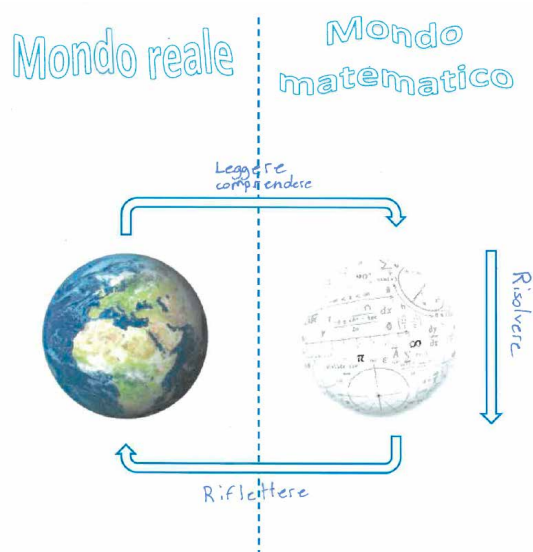 Mondo reale
Mondo
matematico
Leggere
comprendere
Risolvere
Riflettere